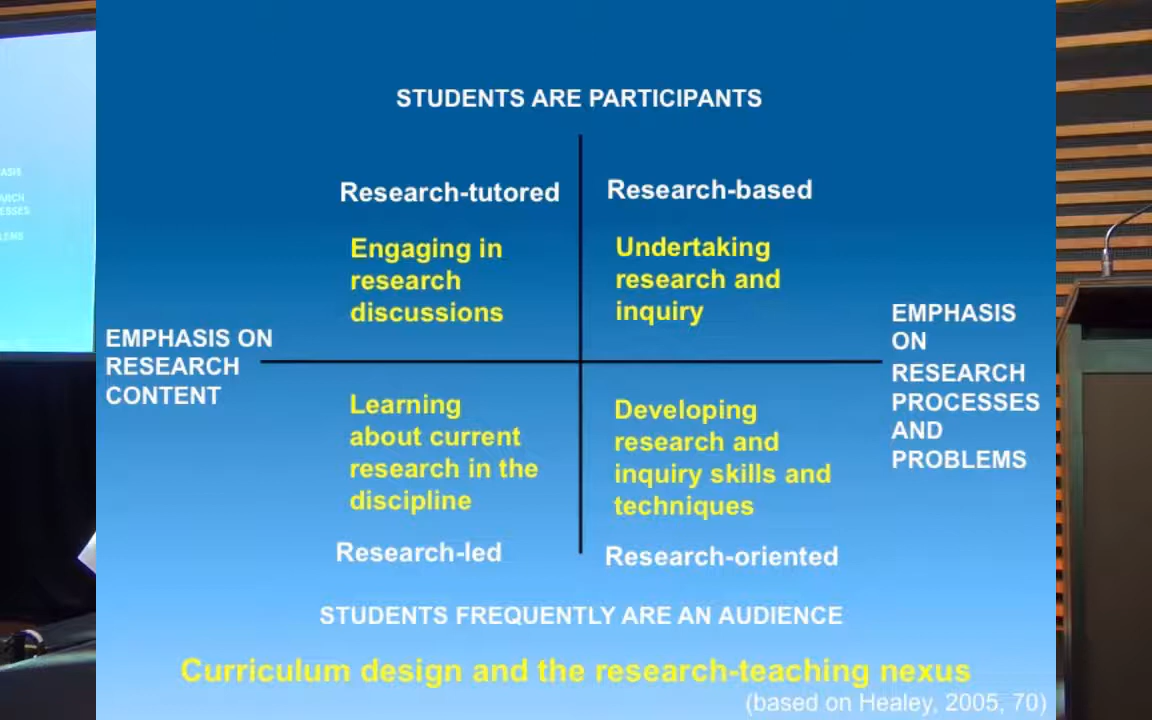 STUDENTS ARE PARTICIPANTS
Research-tutored
Research-based
Engaging in
research
discussions
Undertaking
research and
inquiry
EMPHASIS ON
RESEARCH
CONTENT
EMPHASIS
ON
RESEARCH
PROCESSES
AND
PROBLEMS
Learning
about current
research in the
discipline
Developing
research and
inquiry skills and
techniques
Research-led
Research-oriented
STUDENTS FREQUENTLY ARE AN AUDIENCE
Curriculum design and the research-teaching nexus
(based on Healey, 2005, 70)